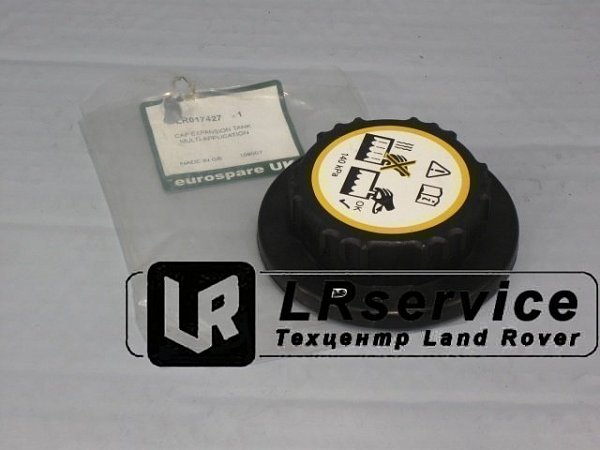 LR017427 -1
CAP EXPANSION TANK
MULTI-APPLICATION
MADE IN GB
eurospare UK
140 kPa
OK
LR
LRservice
Техцентр Land Rover